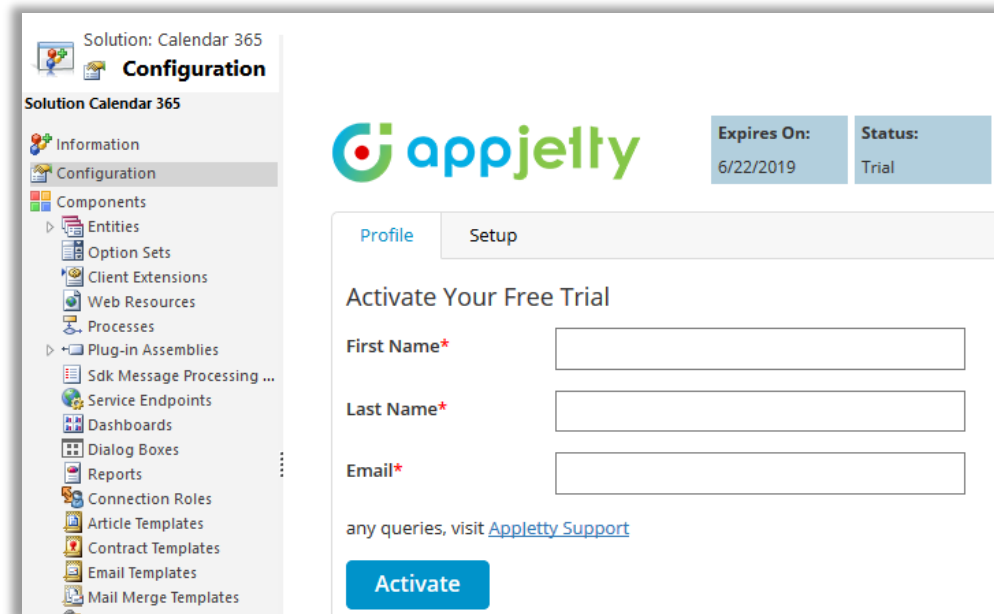 Solution: Calendar 365
Configuration
Solution Calendar 365
Information
Configuration
Components
Entities
Option Sets
Client Extensions
Web Resources
Processes
Plug-in Assemblies
Sdk Message Processing ...
Service Endpoints
Dashboards
Dialog Boxes
Reports
Connection Roles
Article Templates
Contract Templates
Email Templates
Mail Merge Templates
appjetty
Expires On: Status:
6/22/2019 Trial
Profile Setup
Activate Your Free Trial
First Name*
Last Name*
Email*
any queries, visit AppJetty Support
Activate